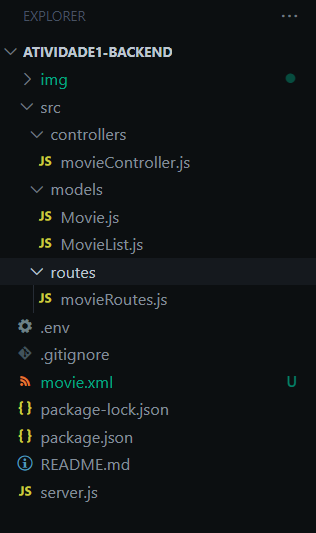 EXPLORER ...
ATIVIDADE1-BACKEND
img
src
controllers
JS movieController.js
models
JS Movie.js
JS MovieList.js
routes
JS movieRoutes.js
.env
.gitignore
movie.xml U
{} package-lock.json
{} package.json
README.md
JS server.js